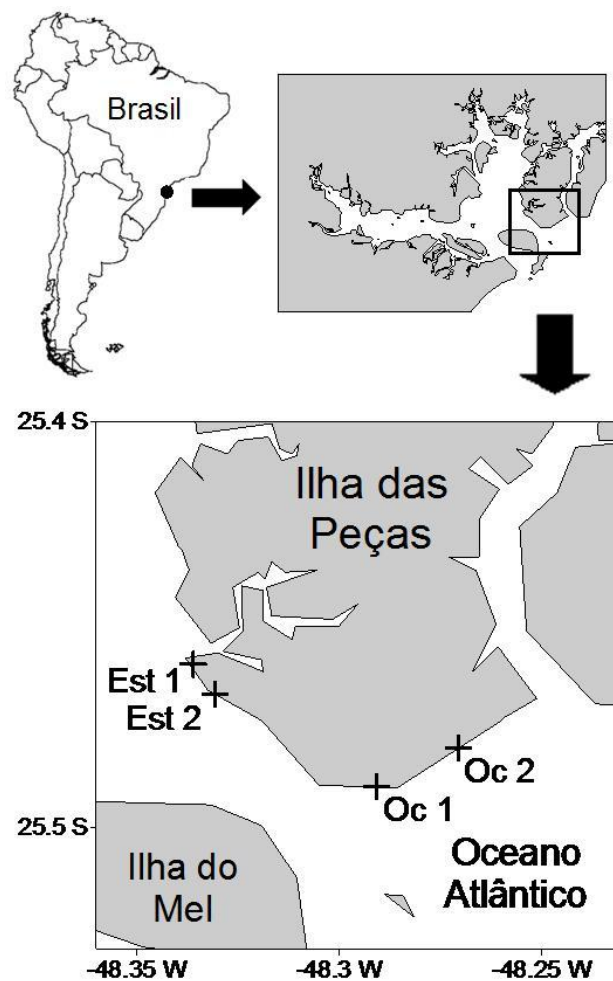 Brasil
25.4 S
Ilha das
Peças
Est 1
Est 2
Oc 2
Oc 1
25.5 S
Oceano
Atlântico
Ilha do
Mel
-48.35 W
-48.3 W
-48.25 W